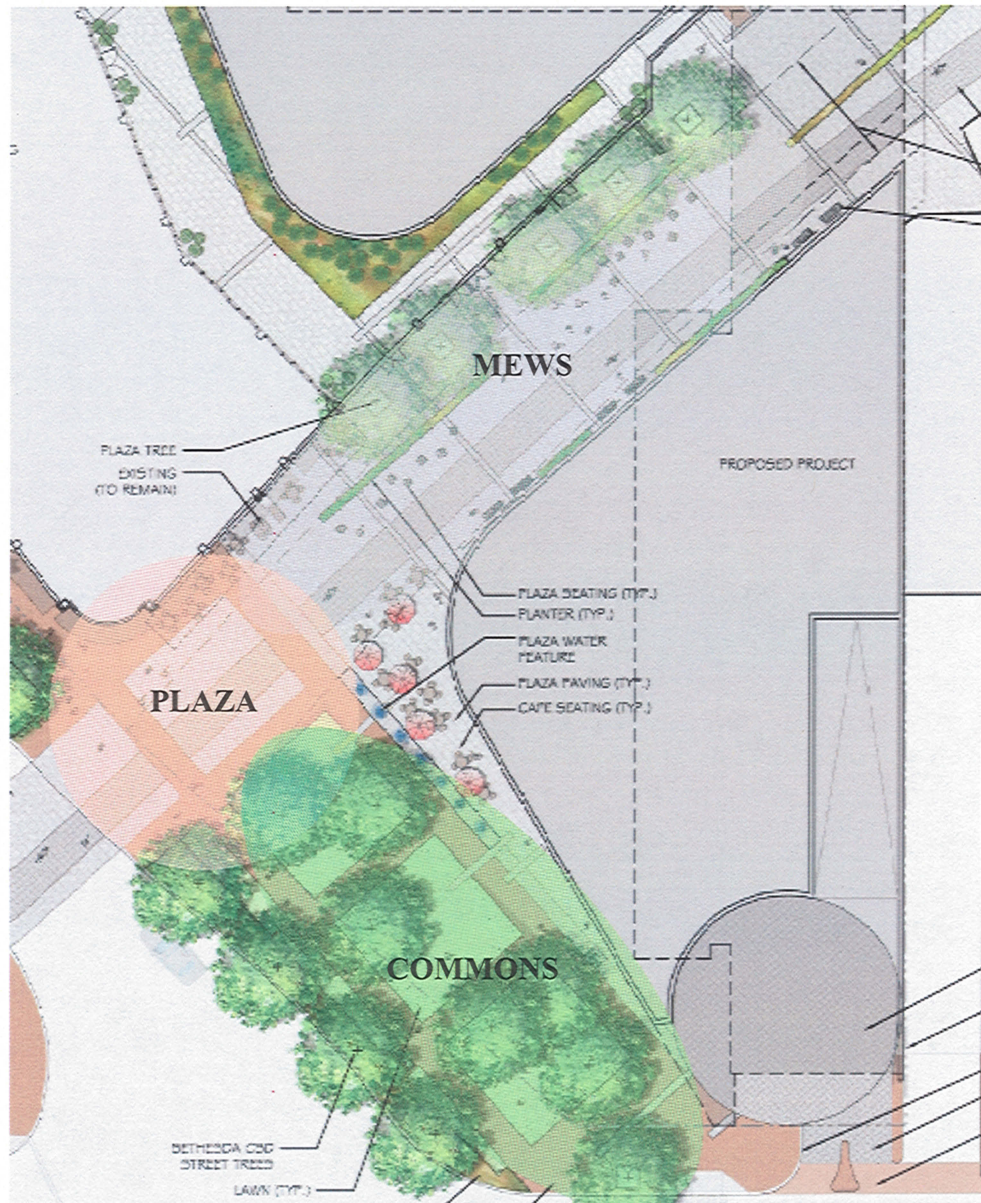 MEWS
PLAZA TREE
EXISTING
(TO REMAIN)
PROPOSED PROJECT
PLAZA SEATING (TYP.)
PLANTER (TYP.)
PLAZA WATER
FEATURE
PLAZA PAVING (TYP.)
CAFE SEATING (TYP.)
PLAZA
COMMONS
BETHESDA CBD
STREET TREES
LAWN (TYP.)